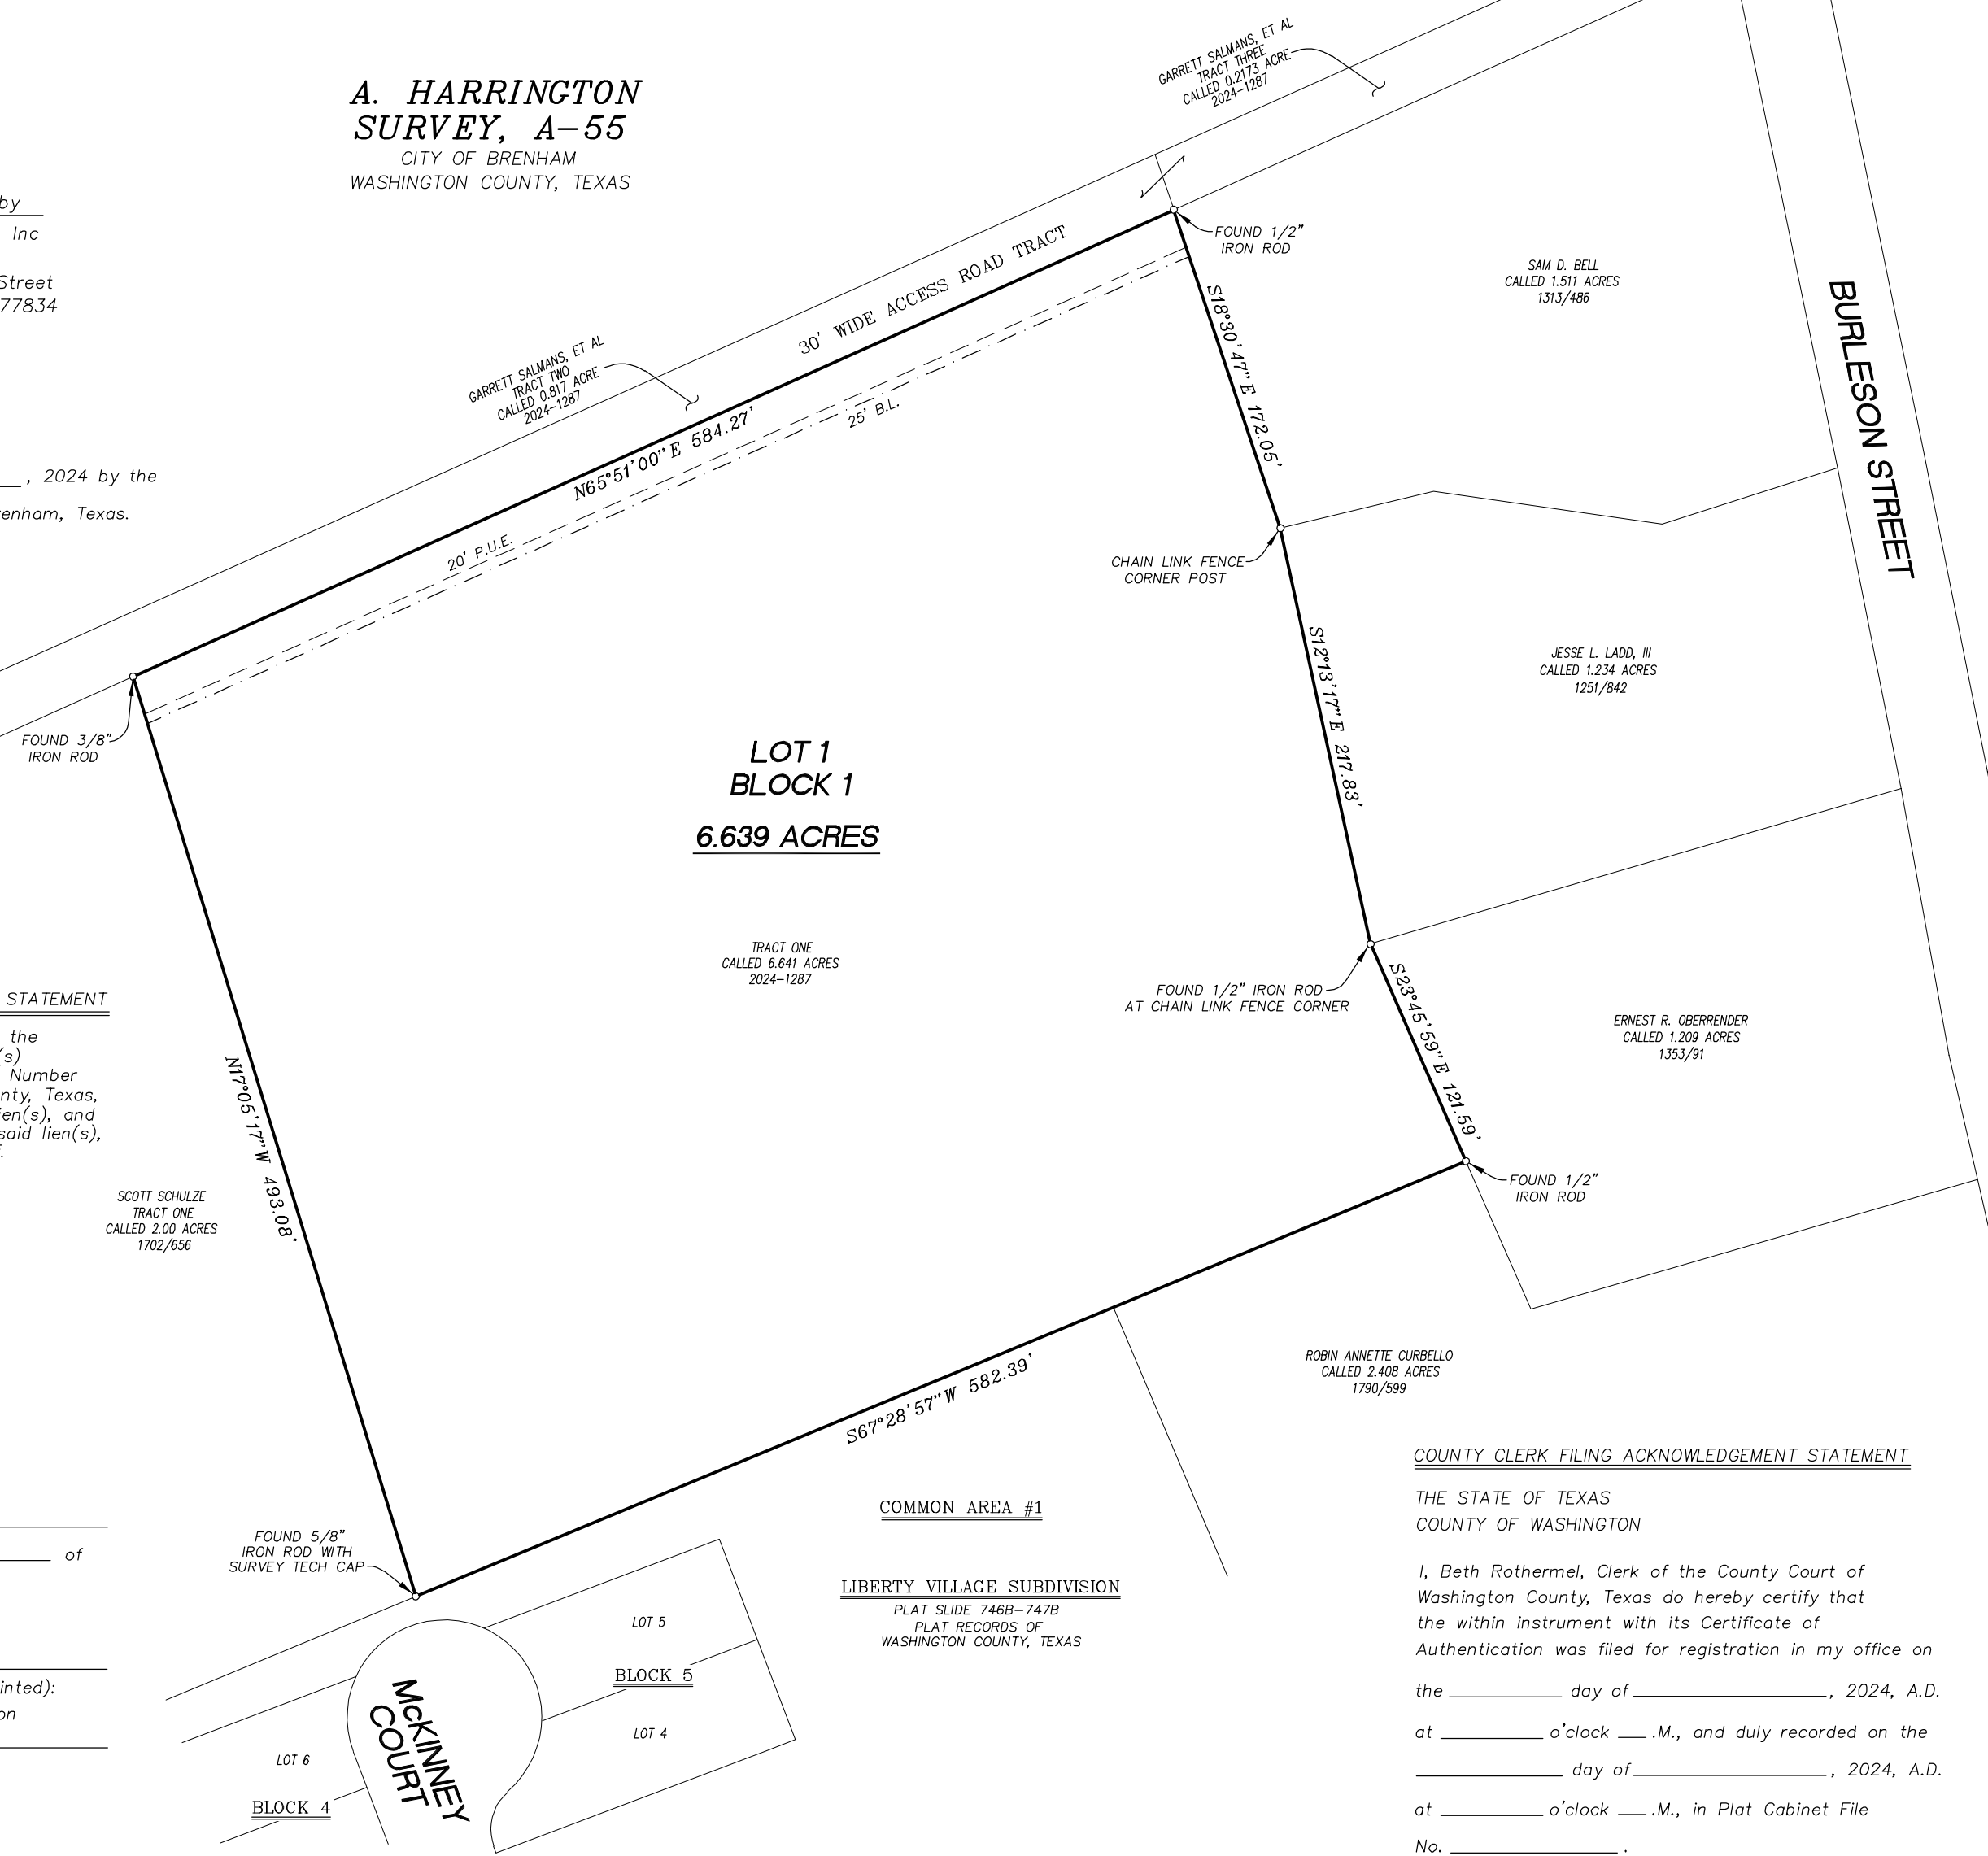 A. HARRINGTON
SURVEY, A-55
CITY OF BRENHAM
WASHINGTON COUNTY, TEXAS
GARRETT SALMANS, ET AL
TRACT THREE
CALLED 0.2173 ACRE
2024-1287
by
Inc
Street
77834
, 2024 by the
Texas.
30' WIDE ACCESS ROAD TRACT
FOUND 1/2"
IRON ROD
SAM D. BELL
CALLED 1.511 ACRES
1313/486
BURLESON STREET
GARRETT SALMANS, ET AL
TRACT TWO
CALLED 0.817 ACRE
2024-1287
N65°51'00"E 584.27'
25' B.L.
20' P.U.E.
S18°30'47"E 172.05'
CHAIN LINK FENCE
CORNER POST
S12°13'17"E 217.83'
JESSE L. LADD, III
CALLED 1.234 ACRES
1251/842
FOUND 3/8"
IRON ROD
LOT 1
BLOCK 1
6.639 ACRES
TRACT ONE
CALLED 6.641 ACRES
2024-1287
FOUND 1/2" IRON ROD
AT CHAIN LINK FENCE CORNER
S23°45'59"E 121.59'
ERNEST R. OBERRENDER
CALLED 1.209 ACRES
1353/91
STATEMENT
the
(s)
Number
Texas,
and
said lien(s),
N17°05'17"W 493.08'
SCOTT SCHULZE
TRACT ONE
CALLED 2.00 ACRES
1702/656
FOUND 1/2"
IRON ROD
S67°28'57"W 582.39'
ROBIN ANNETTE CURBELLO
CALLED 2.408 ACRES
1790/599
FOUND 5/8"
IRON ROD WITH
SURVEY TECH CAP
of
on
COMMON AREA #1
LIBERTY VILLAGE SUBDIVISION
PLAT SLIDE 746B-747B
PLAT RECORDS OF
WASHINGTON COUNTY, TEXAS
LOT 5
BLOCK 5
LOT 4
McKINNEY
COURT
LOT 6
BLOCK 4
COUNTY CLERK FILING ACKNOWLEDGEMENT STATEMENT
THE STATE OF TEXAS
COUNTY OF WASHINGTON
I, Beth Rothermel, Clerk of the County Court of
Washington County, Texas do hereby certify that
the within instrument with its Certificate of
Authentication was filed for registration in my office on
the ________ day of ________, 2024, A.D.
at ________ o'clock ___.M., and duly recorded on the
________ day of ________, 2024, A.D.
at ________ o'clock ___.M., in Plat Cabinet File
No. ________.